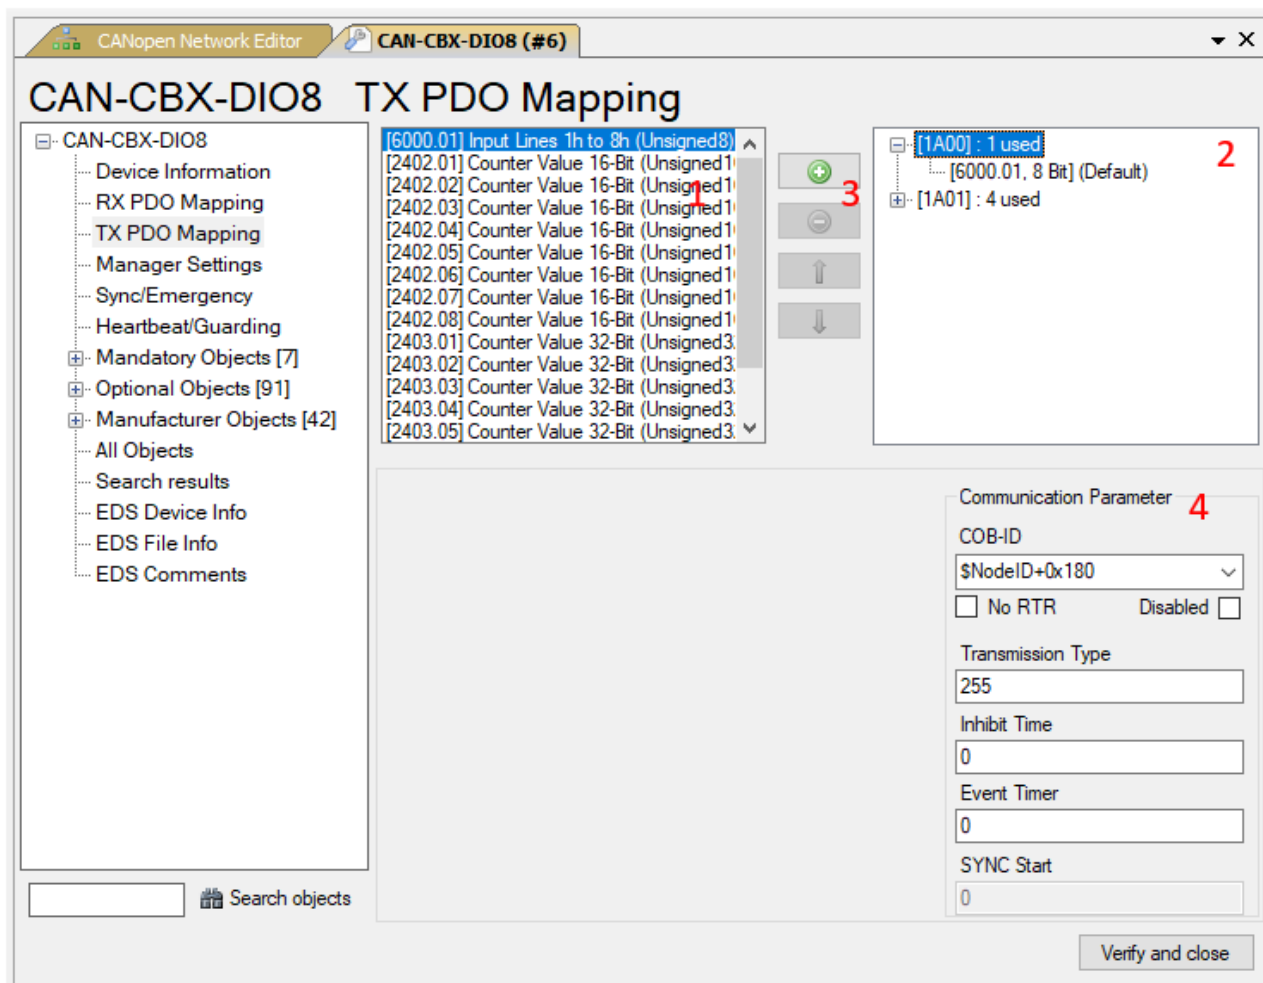 CANopen Network Editor
CAN-CBX-DIO8 (#6)
CAN-CBX-DIO8 TX PDO Mapping
CAN-CBX-DIO8
Device Information
RX PDO Mapping
TX PDO Mapping
Manager Settings
Sync/Emergency
Heartbeat/Guarding
Mandatory Objects [7]
Optional Objects [91]
Manufacturer Objects [42]
All Objects
Search results
EDS Device Info
EDS File Info
EDS Comments
Search objects
[6000.01] Input Lines 1h to 8h (Unsigned8)
[2402.01] Counter Value 16-Bit (Unsigned1
[2402.02] Counter Value 16-Bit (Unsigned1
[2402.03] Counter Value 16-Bit (Unsigned1
[2402.04] Counter Value 16-Bit (Unsigned1
[2402.05] Counter Value 16-Bit (Unsigned1
[2402.06] Counter Value 16-Bit (Unsigned1
[2402.07] Counter Value 16-Bit (Unsigned1
[2402.08] Counter Value 16-Bit (Unsigned1
[2403.01] Counter Value 32-Bit (Unsigned3
[2403.02] Counter Value 32-Bit (Unsigned3
[2403.03] Counter Value 32-Bit (Unsigned3
[2403.04] Counter Value 32-Bit (Unsigned3
[2403.05] Counter Value 32-Bit (Unsigned3
1
3
[1A00] : 1 used
[6000.01, 8 Bit] (Default)
[1A01] : 4 used
2
Communication Parameter
4
COB-ID
$NodeID+0x180
No RTR
Disabled
Transmission Type
255
Inhibit Time
0
Event Timer
0
SYNC Start
0
Verify and close